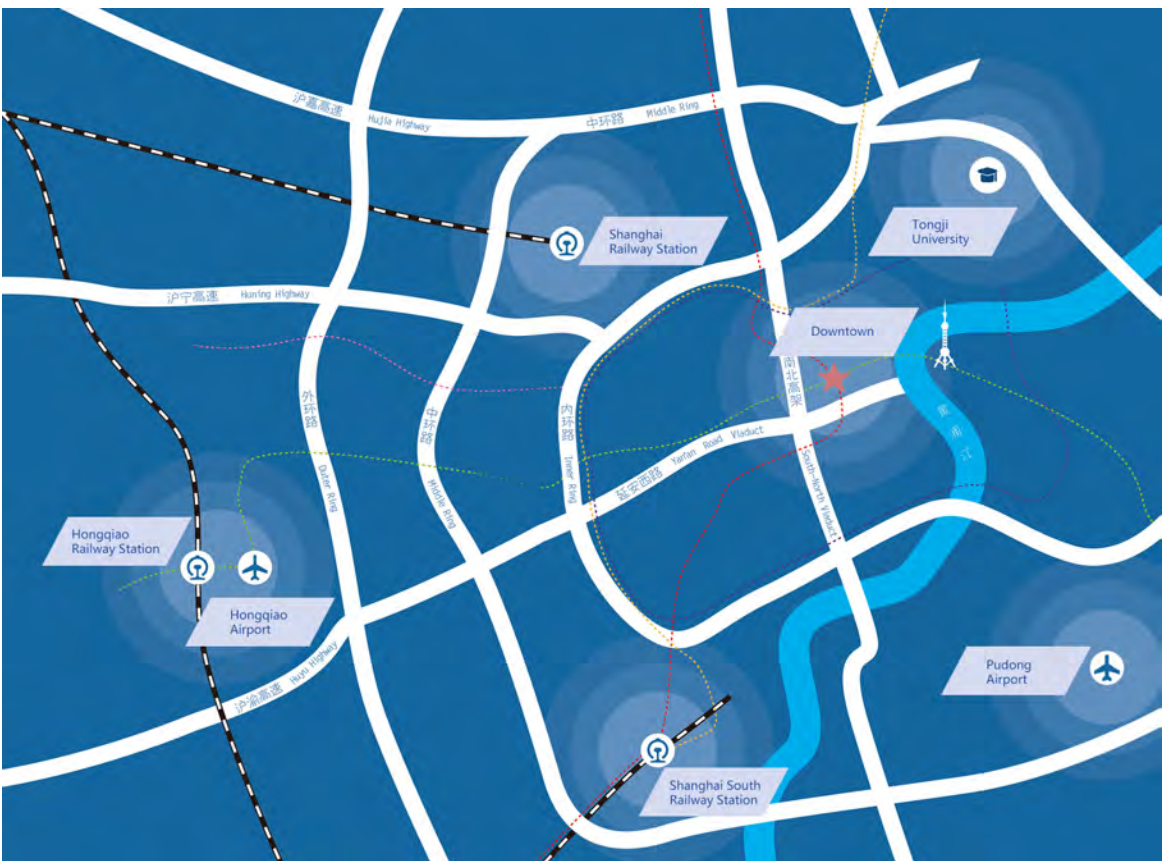 沪嘉高速 Hujia Highway
中环路 Middle Ring
Tongji
University
Shanghai
Railway Station
沪宁高速 Huning Highway
Downtown
南北高架
外环路
中环路
内环路
黄浦江
延安西路 Yan'an Road Viaduct
South-North Viaduct
Outer Ring
Middle Ring
Inner Ring
Hongqiao
Railway Station
Hongqiao
Airport
沪渝高速 Huyu Highway
Pudong
Airport
Shanghai South
Railway Station